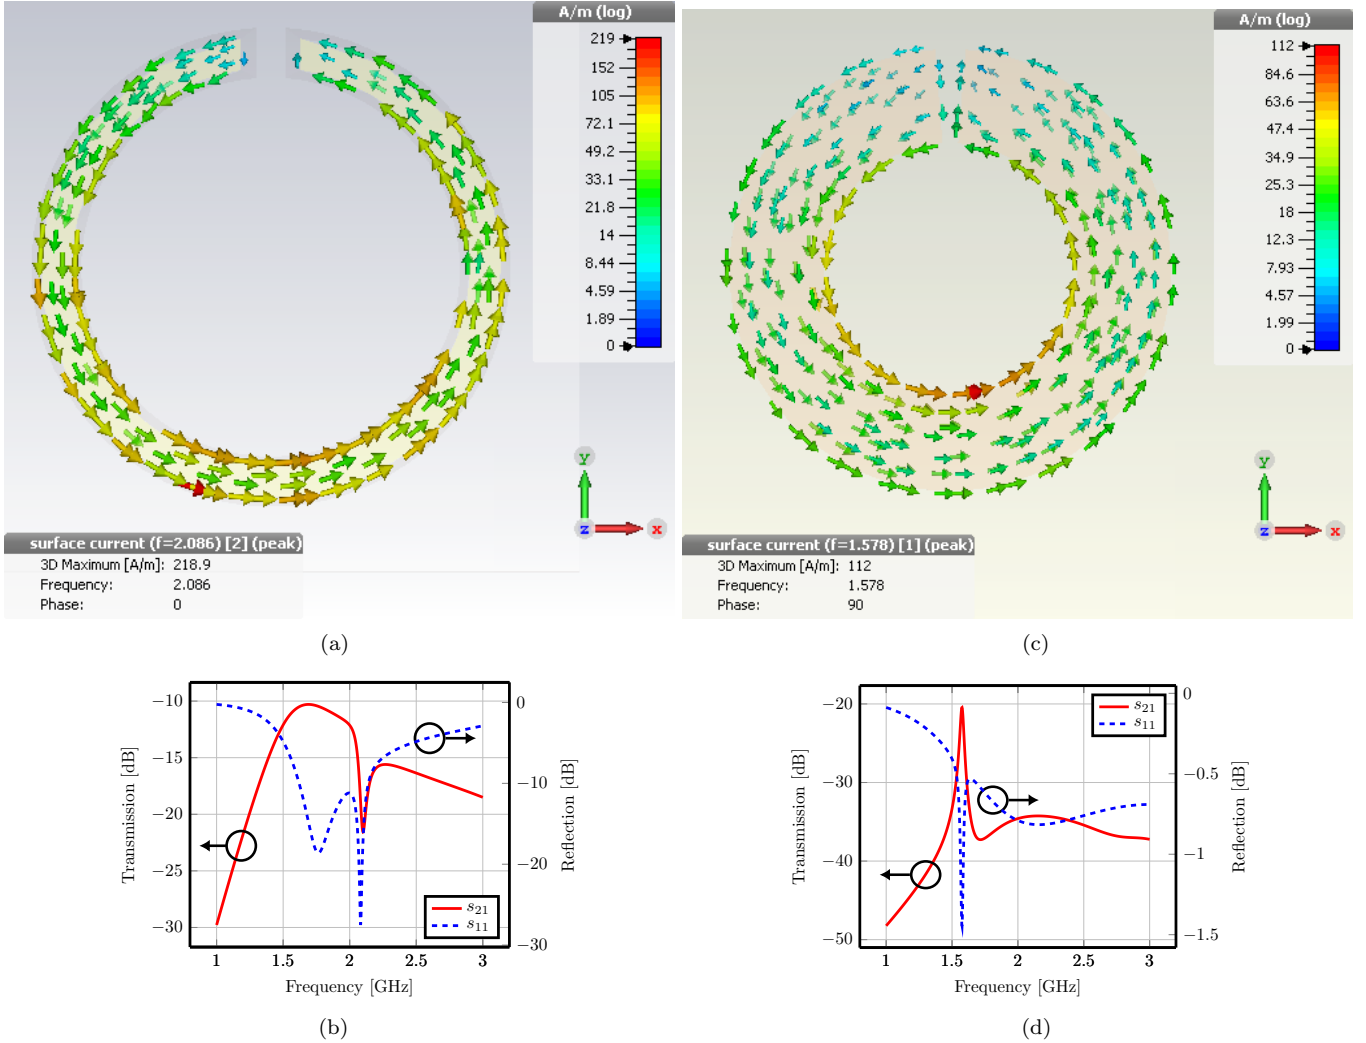 A/m (log)
219
152
105
72.1
49.2
33.1
21.8
14
8.44
4.59
1.89
0
y
z
x
surface current (f=2.086) [2] (peak)
3D Maximum [A/m]: 218.9
Frequency: 2.086
Phase: 0
(a)
A/m (log)
112
84.6
63.6
47.4
34.9
25.3
18
12.3
7.93
4.57
1.99
0
y
z
x
surface current (f=1.578) [1] (peak)
3D Maximum [A/m]: 112
Frequency: 1.578
Phase: 90
(c)
Transmission [dB]
−10
−15
−20
−25
−30
0
−10
−20
−30
Reflection [dB]
s21
s11
1 1.5 2 2.5 3
Frequency [GHz]
(b)
Transmission [dB]
−20
−30
−40
−50
0
−0.5
−1
−1.5
Reflection [dB]
s21
s11
1 1.5 2 2.5 3
Frequency [GHz]
(d)